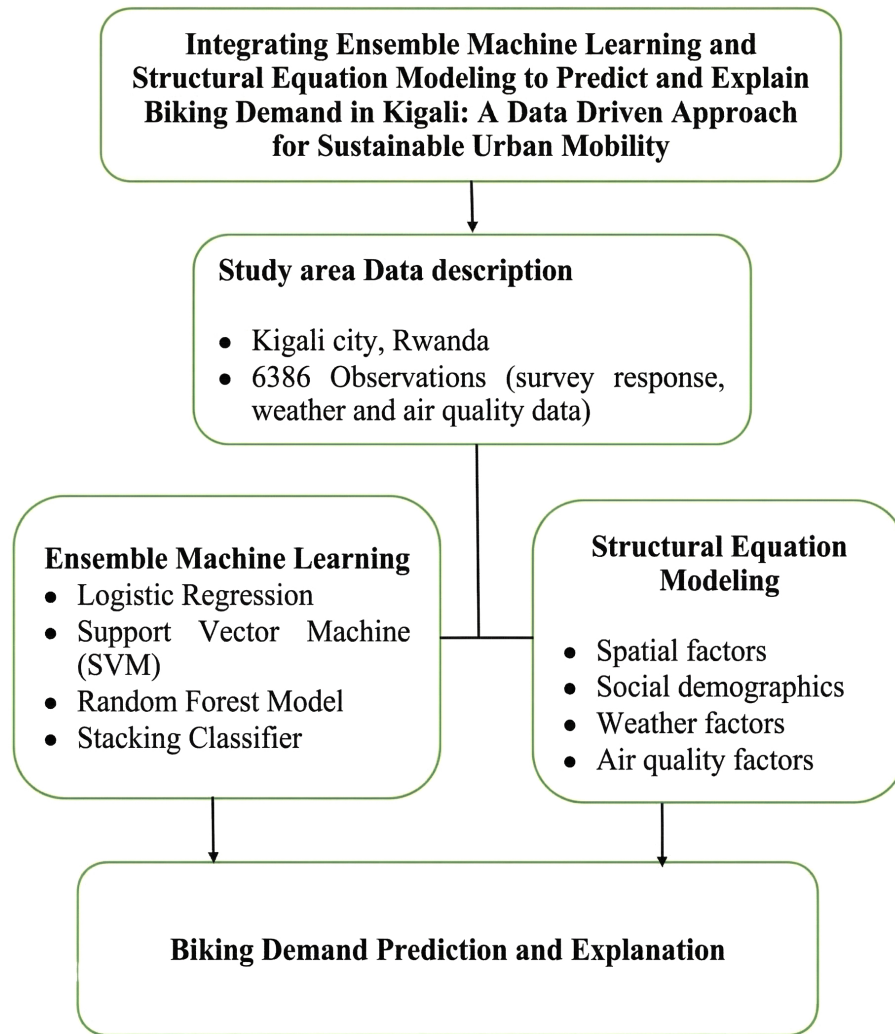 Integrating Ensemble Machine Learning and
Structural Equation Modeling to Predict and Explain
Biking Demand in Kigali: A Data Driven Approach
for Sustainable Urban Mobility
Study area Data description
• Kigali city, Rwanda
• 6386 Observations (survey response,
weather and air quality data)
Ensemble Machine Learning
• Logistic Regression
• Support Vector Machine
(SVM)
• Random Forest Model
• Stacking Classifier
Structural Equation
Modeling
• Spatial factors
• Social demographics
• Weather factors
• Air quality factors
Biking Demand Prediction and Explanation